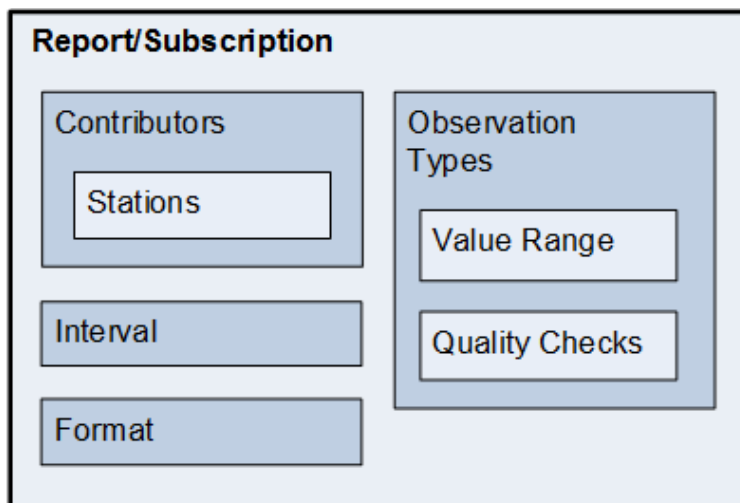 Report/Subscription
Contributors
Stations
Interval
Format
Observation
Types
Value Range
Quality Checks